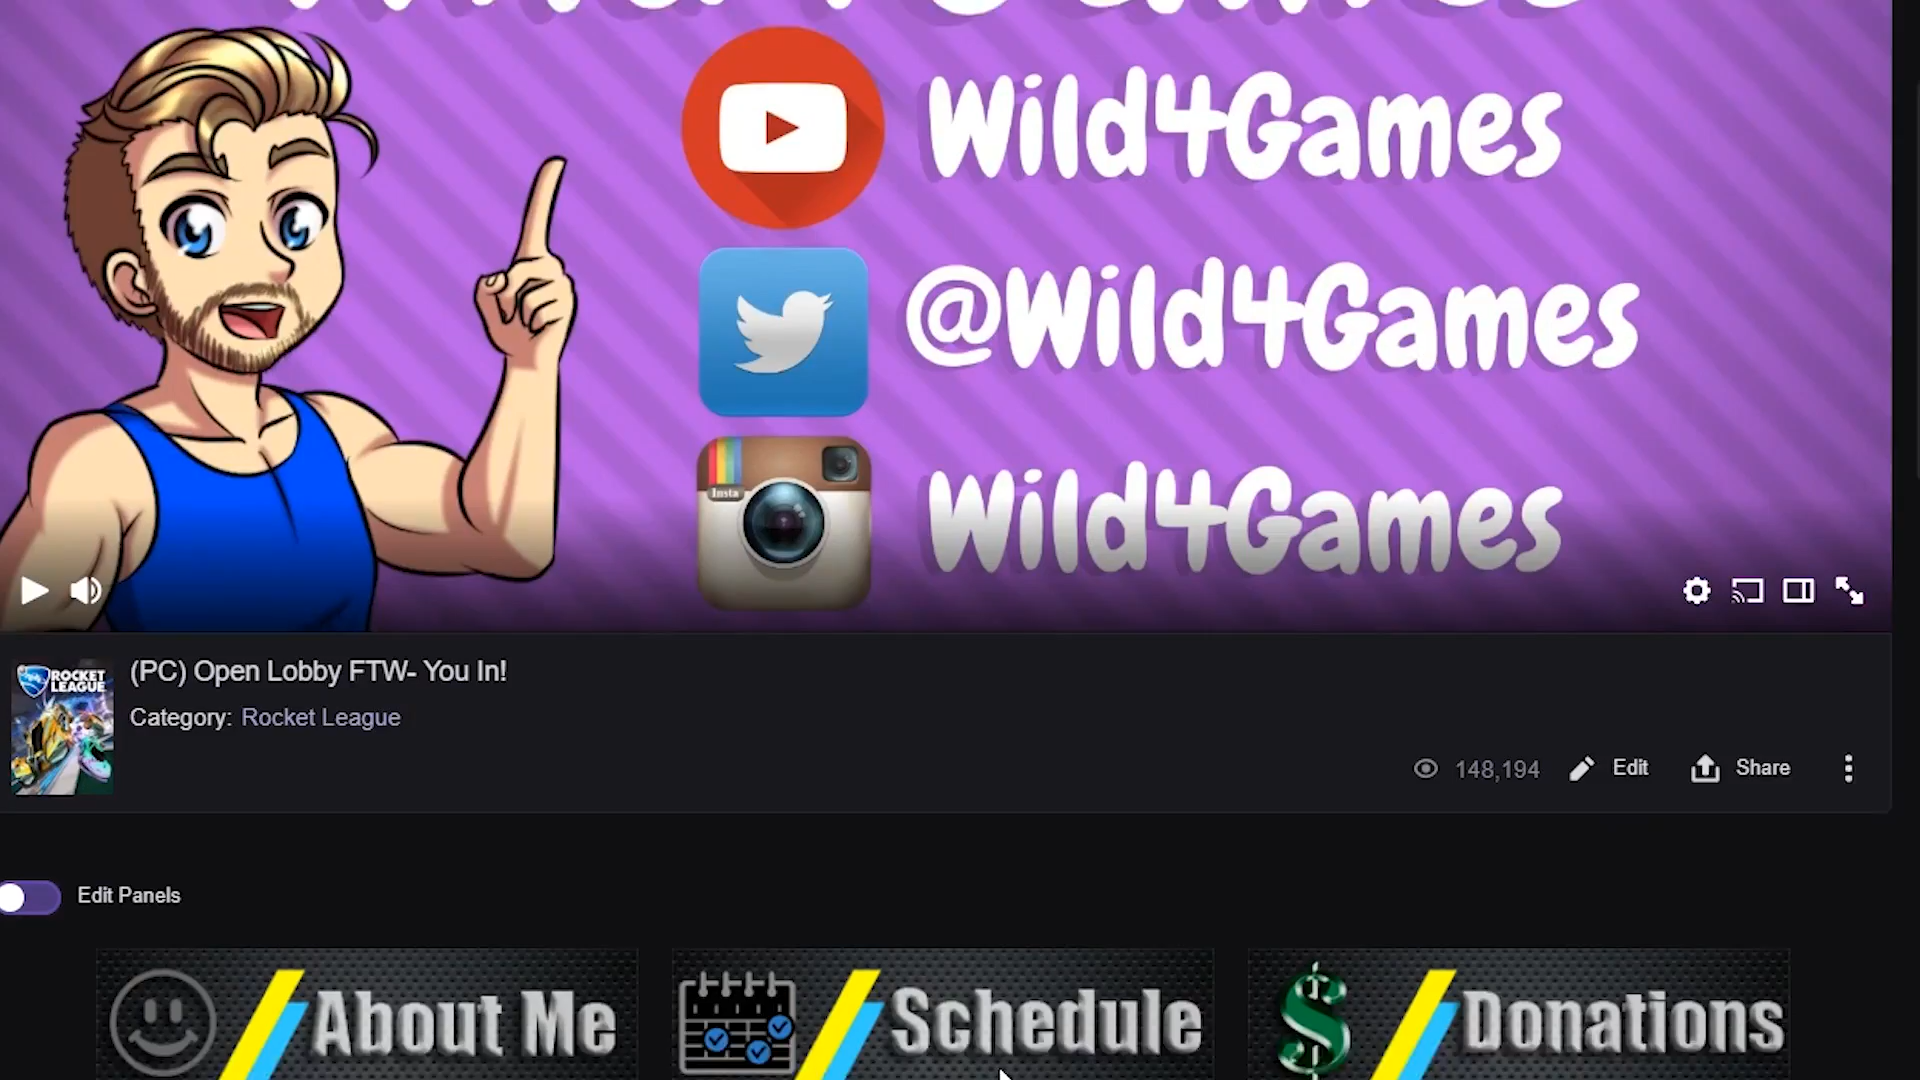 Wild4Games
@Wild4Games
Insta
Wild4Games
ROCKET
LEAGUE
(PC) Open Lobby FTW- You In!
Category: Rocket League
148,194
Edit
Share
Edit Panels
About Me
Schedule
Donations